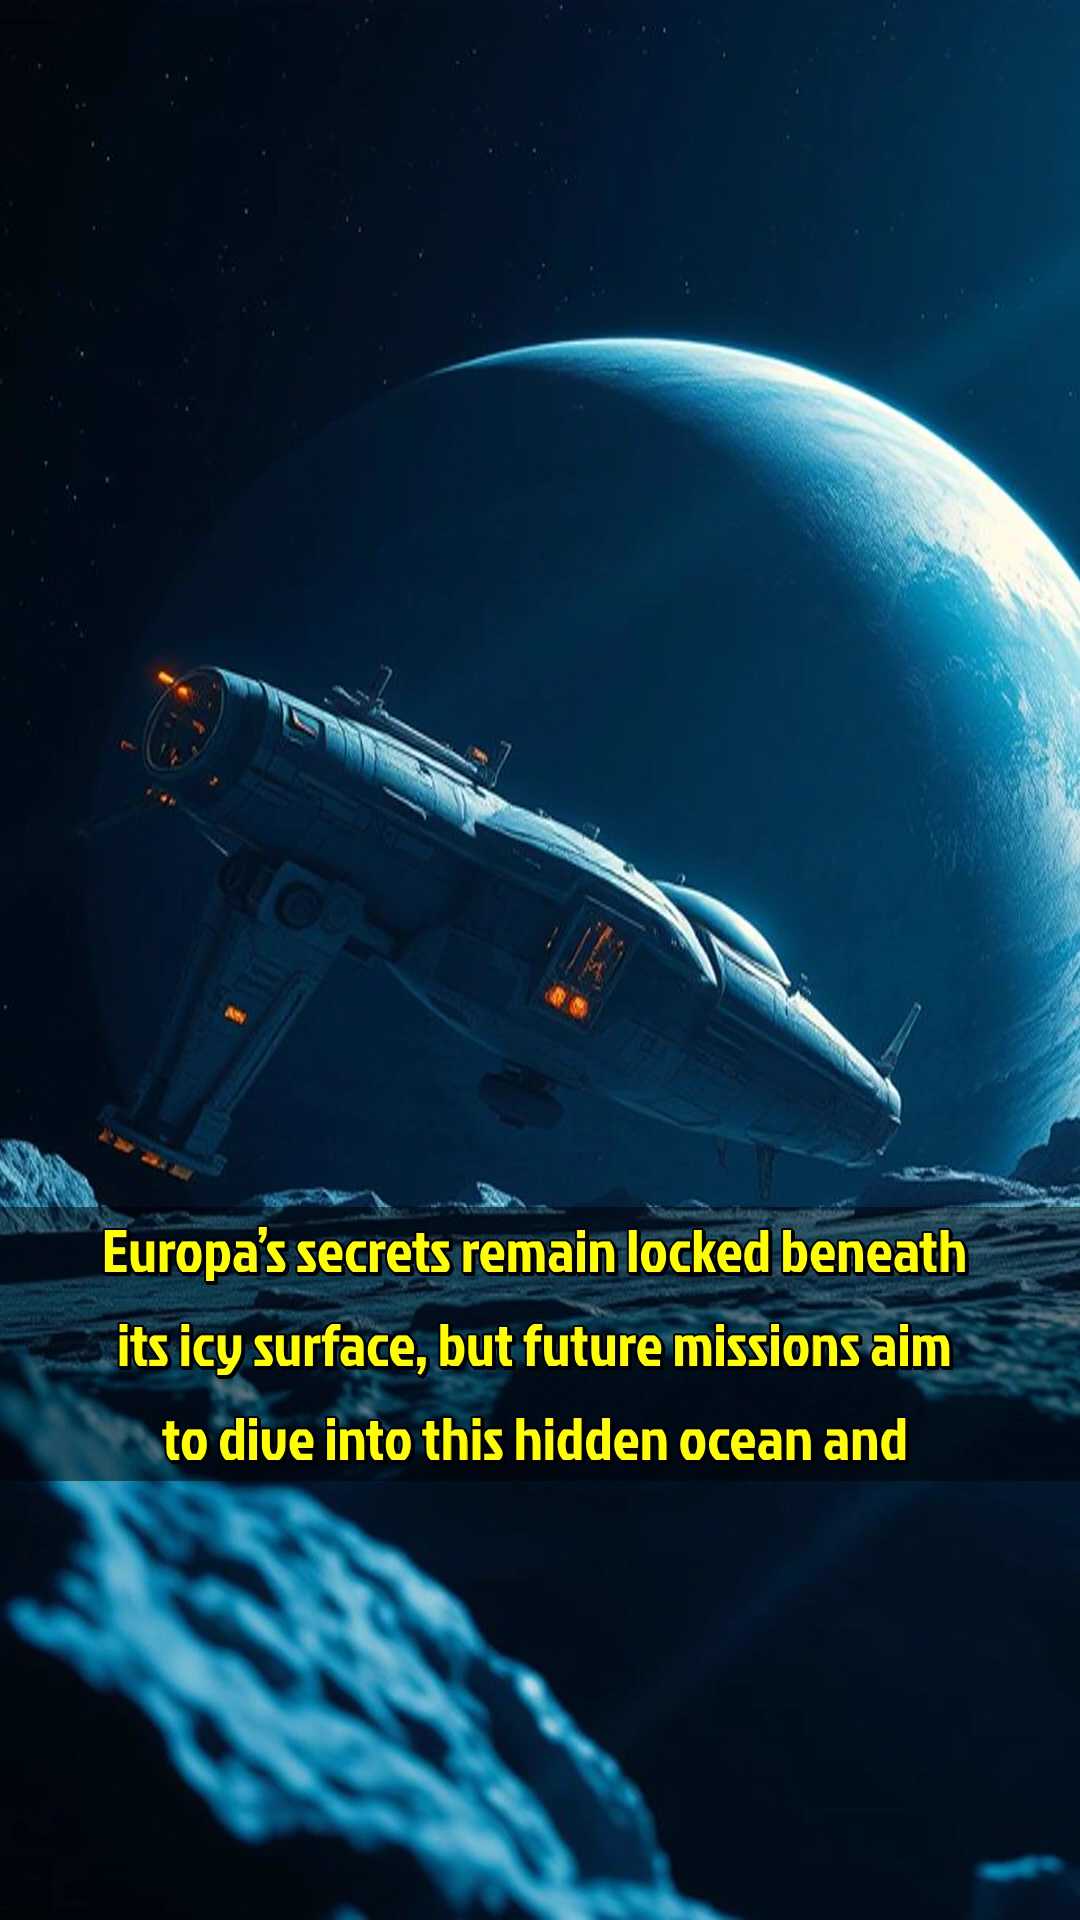 Europa’s secrets remain locked beneath
its icy surface, but future missions aim
to dive into this hidden ocean and